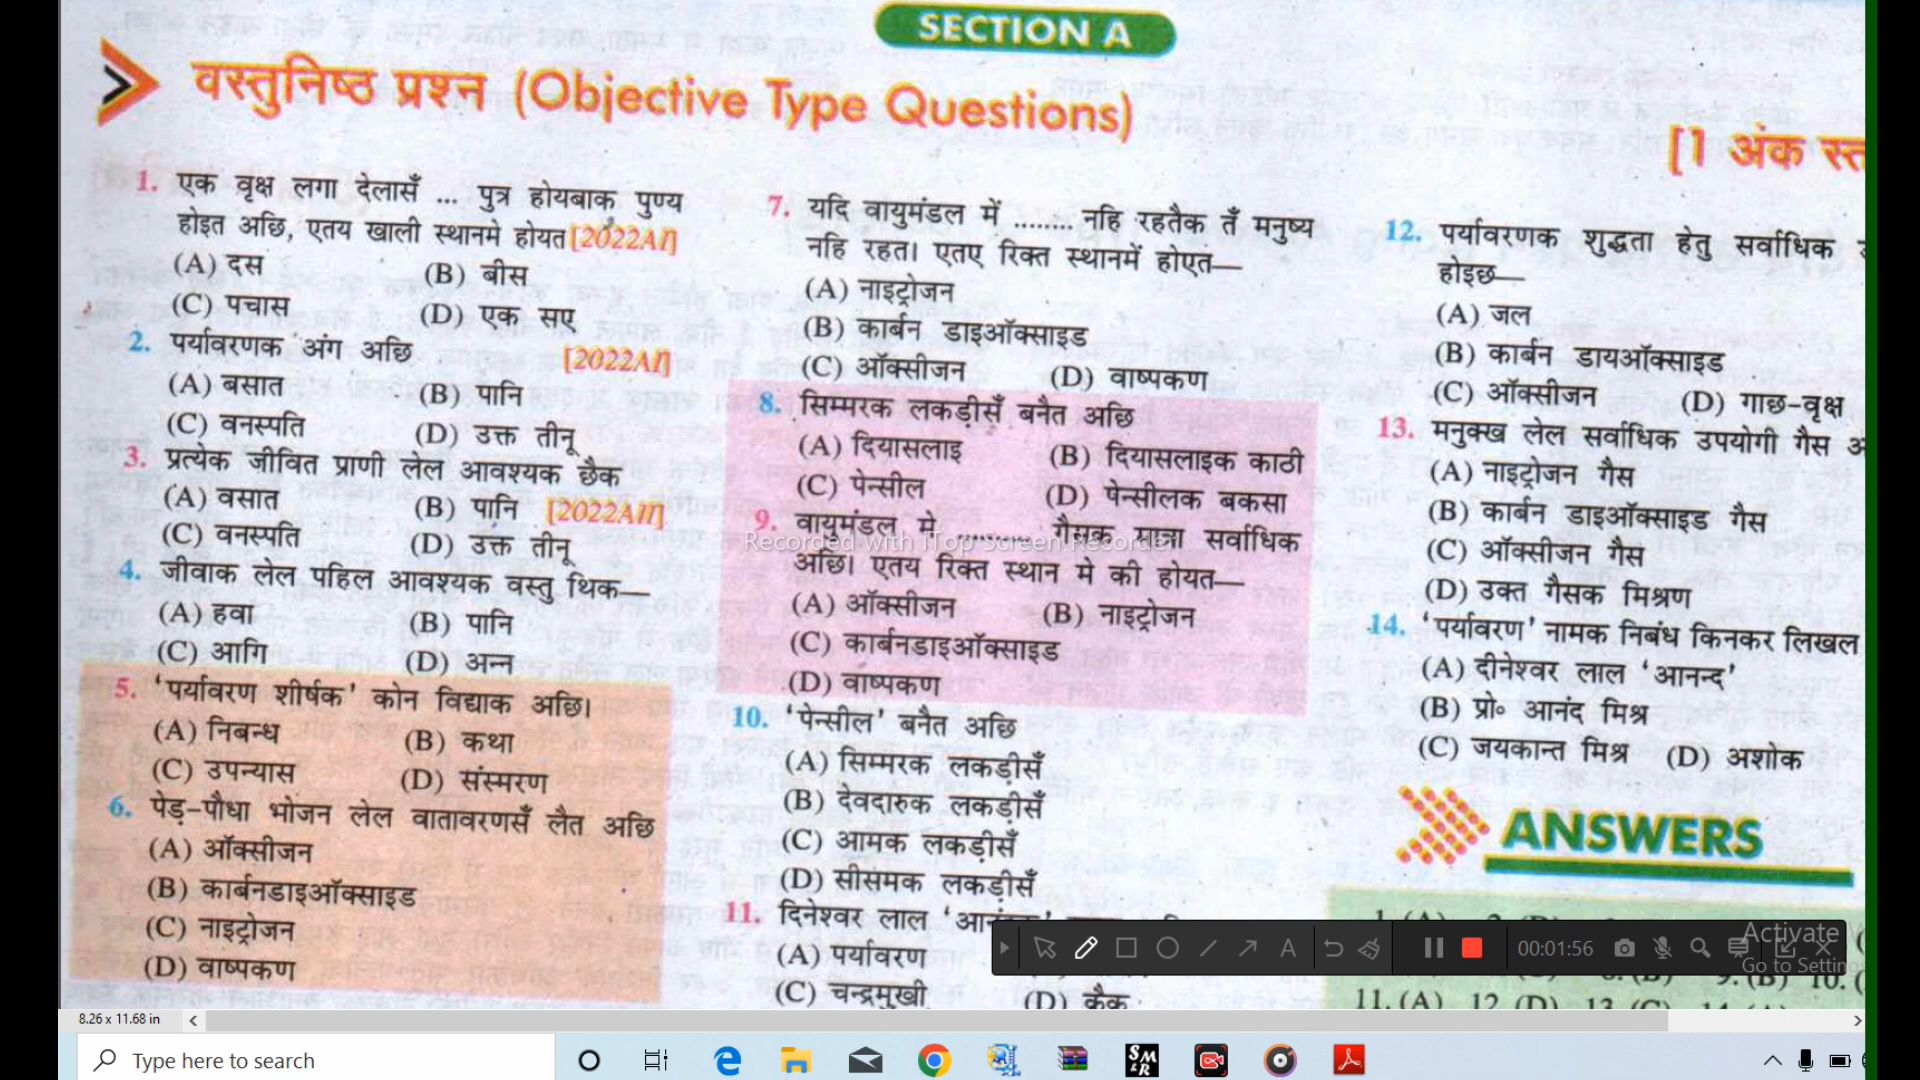 SECTION A
वस्तुनिष्ठ प्रश्न (Objective Type Questions)
[1 अंक स्त
1. एक वृक्ष लगा देलासँ ... पुत्र होयबाक पुण्य
होइत अछि, एतय खाली स्थानमे होयत [2022AI]
(A) दस (B) बीस
(C) पचास (D) एक सए
2. पर्यावरणक अंग अछि [2022AI]
(A) बसात (B) पानि
(C) वनस्पति (D) उक्त तीनू
3. प्रत्येक जीवित प्राणी लेल आवश्यक छैक
(A) वसात (B) पानि [2022AII]
(C) वनस्पति (D) उक्त तीनू
4. जीवाक लेल पहिल आवश्यक वस्तु थिक—
(A) हवा (B) पानि
(C) आगि (D) अन्न
5. 'पर्यावरण शीर्षक' कोन विद्याक अछि।
(A) निबन्ध (B) कथा
(C) उपन्यास (D) संस्मरण
6. पेड़-पौधा भोजन लेल वातावरणसँ लैत अछि
(A) ऑक्सीजन
(B) कार्बनडाइऑक्साइड
(C) नाइट्रोजन
(D) वाष्पकण
7. यदि वायुमंडल में ........ नहि रहतैक तँ मनुष्य
नहि रहत। एतए रिक्त स्थानमें होएत—
(A) नाइट्रोजन
(B) कार्बन डाइऑक्साइड
(C) ऑक्सीजन (D) वाष्पकण
8. सिम्मरक लकड़ीसँ बनैत अछि
(A) दियासलाइ (B) दियासलाइक काठी
(C) पेन्सील (D) पेन्सीलक बकसा
9. वायुमंडल मे .......... गैसक मात्रा सर्वाधिक
Recorded with iTop Screen Recorder
अछि। एतय रिक्त स्थान मे की होयत—
(A) ऑक्सीजन (B) नाइट्रोजन
(C) कार्बनडाइऑक्साइड
(D) वाष्पकण
10. 'पेन्सील' बनैत अछि
(A) सिम्मरक लकड़ीसँ
(B) देवदारुक लकड़ीसँ
(C) आमक लकड़ीसँ
(D) सीसमक लकड़ीसँ
11. दिनेश्वर लाल
(A) पर्यावरण
(C) चन्द्रमुखी (D) कैक
12. पर्यावरणक शुद्धता हेतु सर्वाधिक
होइछ—
(A) जल
(B) कार्बन डायऑक्साइड
(C) ऑक्सीजन (D) गाछ-वृक्ष
13. मनुक्ख लेल सर्वाधिक उपयोगी गैस
(A) नाइट्रोजन गैस
(B) कार्बन डाइऑक्साइड गैस
(C) ऑक्सीजन गैस
(D) उक्त गैसक मिश्रण
14. 'पर्यावरण' नामक निबंध किनकर लिखल
(A) दीनेश्वर लाल 'आनन्द'
(B) प्रो॰ आनंद मिश्र
(C) जयकान्त मिश्र (D) अशोक
ANSWERS
00:01:56
Activate
Go to Setting
9. (B) 10. (
11. (A) 12. (D) 13. (C)
8.26 x 11.68 in
Type here to search